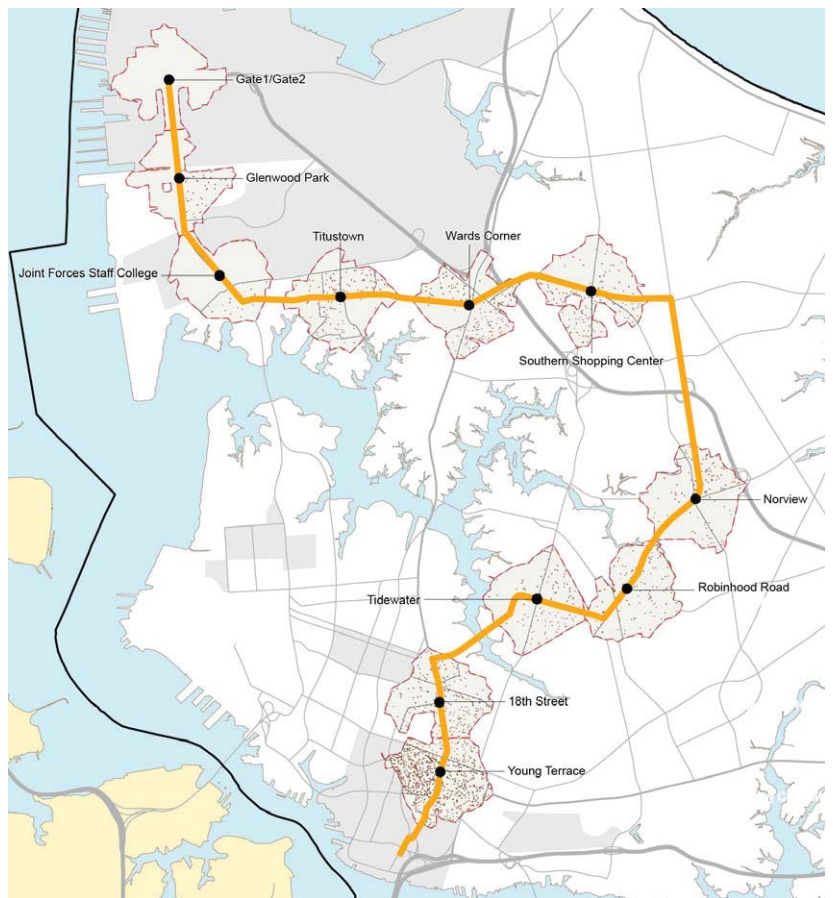 Gate1/Gate2
Glenwood Park
Titustown
Wards Corner
Joint Forces Staff College
Southern Shopping Center
Norview
Robinhood Road
Tidewater
18th Street
Young Terrace